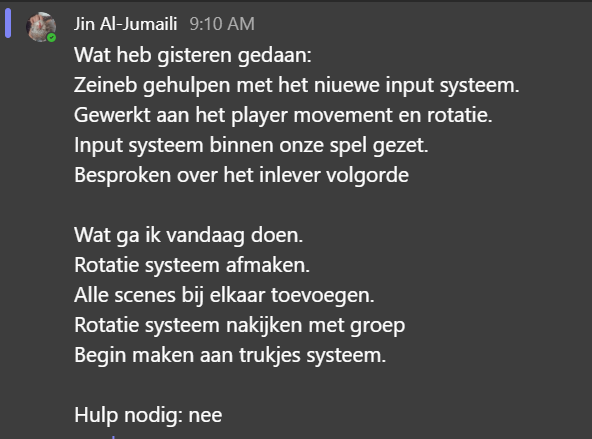 Jin Al-Jumaili 9:10 AM
Wat heb gisteren gedaan:
Zeineb gehulpen met het niuewe input systeem.
Gewerkt aan het player movement en rotatie.
Input systeem binnen onze spel gezet.
Besproken over het inlever volgorde
Wat ga ik vandaag doen.
Rotatie systeem afmaken.
Alle scenes bij elkaar toevoegen.
Rotatie systeem nakijken met groep
Begin maken aan trukjes systeem.
Hulp nodig: nee